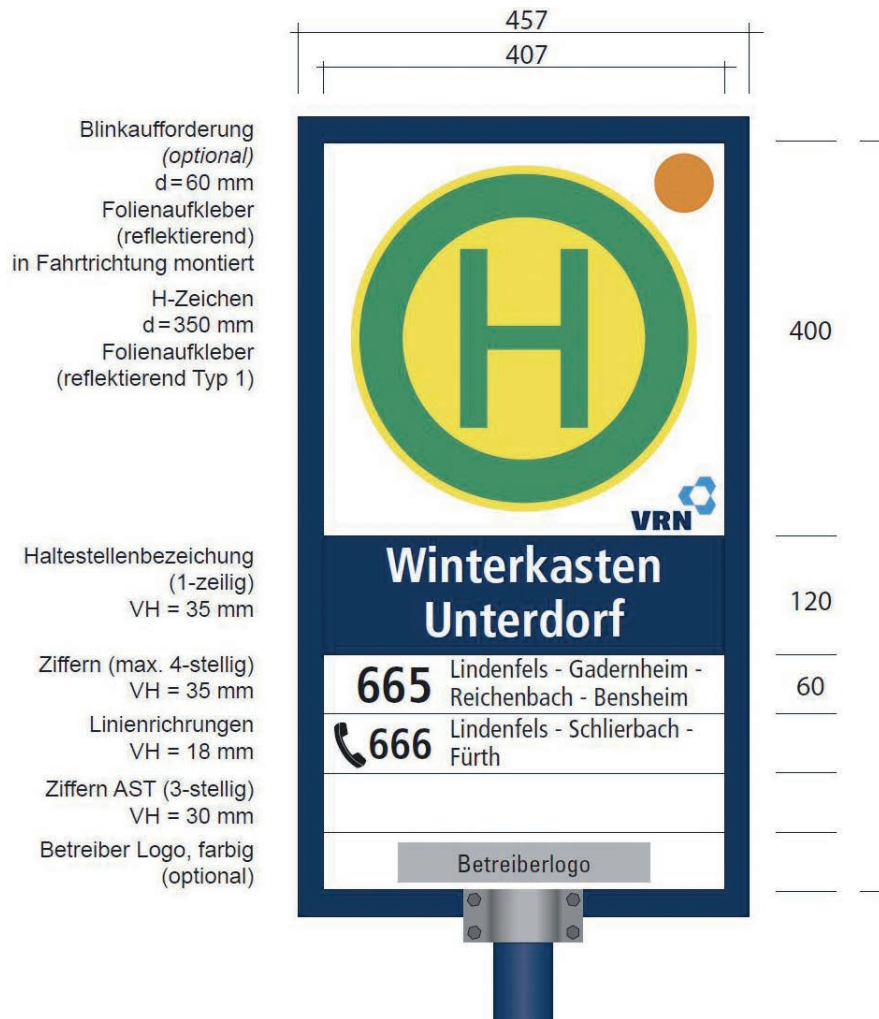 457
407
Blinkaufforderung
(optional)
d=60 mm
Folienaufkleber
(reflektierend)
in Fahrtrichtung montiert
H-Zeichen
d=350 mm
Folienaufkleber
(reflektierend Typ 1)
H
400
VRN
Haltestellenbezeichung
(1-zeilig)
VH = 35 mm
Winterkasten
Unterdorf
120
Ziffern (max. 4-stellig)
VH = 35 mm
665 Lindenfels - Gadernheim -
Reichenbach - Bensheim
60
Linienrichrungen
VH = 18 mm
666 Lindenfels - Schlierbach -
Fürth
Ziffern AST (3-stellig)
VH = 30 mm
Betreiber Logo, farbig
(optional)
Betreiberlogo